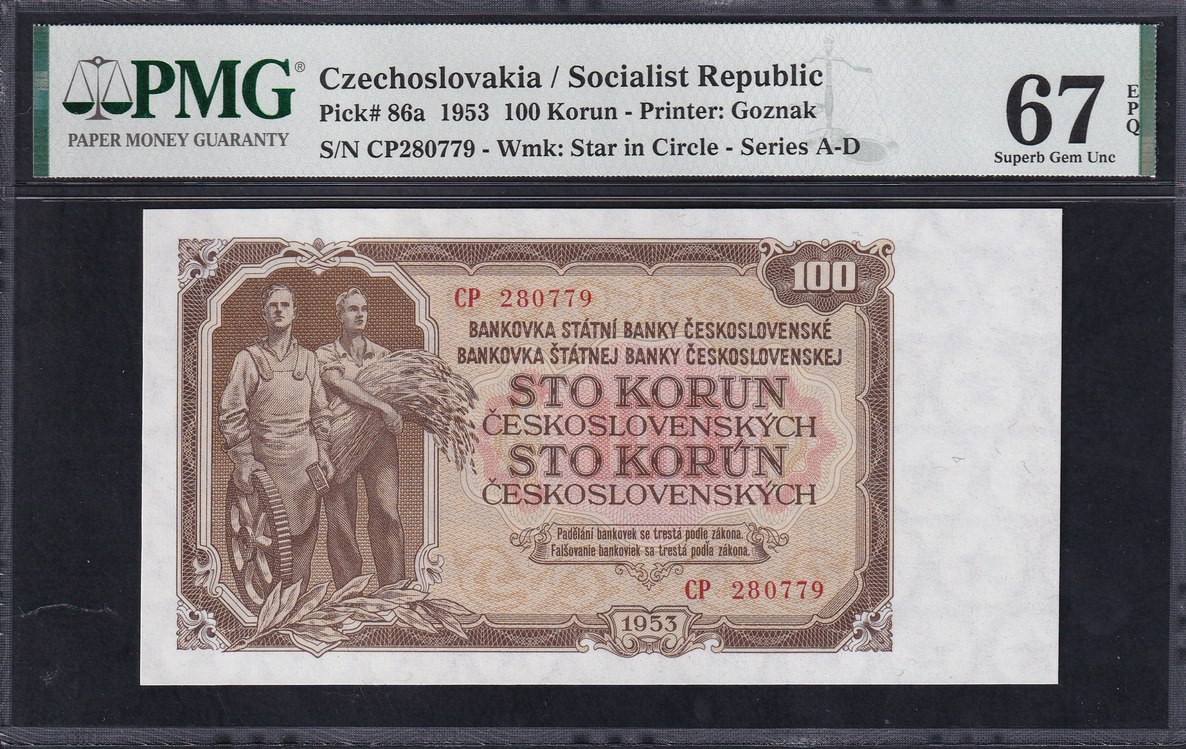 PMG®
PAPER MONEY GUARANTY
Czechoslovakia / Socialist Republic
Pick# 86a 1953 100 Korun - Printer: Goznak
S/N CP280779 - Wmk: Star in Circle - Series A-D
67
Superb Gem Unc
EPQ
100
CP 280779
BANKOVKA STÁTNÍ BANKY ČESKOSLOVENSKÉ
BANKOVKA ŠTÁTNEJ BANKY ČESKOSLOVENSKEJ
STO KORUN
ČESKOSLOVENSKÝCH
STO KORÚN
ČESKOSLOVENSKÝCH
Padělání bankovek se trestá podle zákona.
Falšovanie bankoviek sa trestá podľa zákona.
CP 280779
1953